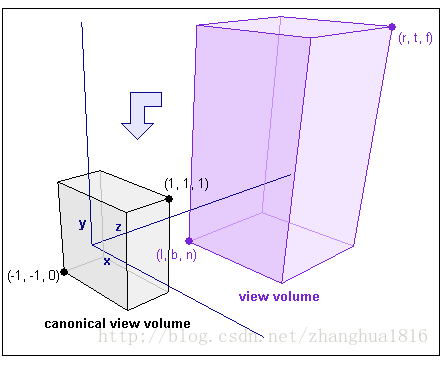 (r, t, f)
(1, 1, 1)
y
z
x
(l, b, n)
(-1, -1, 0)
view volume
canonical view volume
http://blog.csdn.net/zhanghua1816